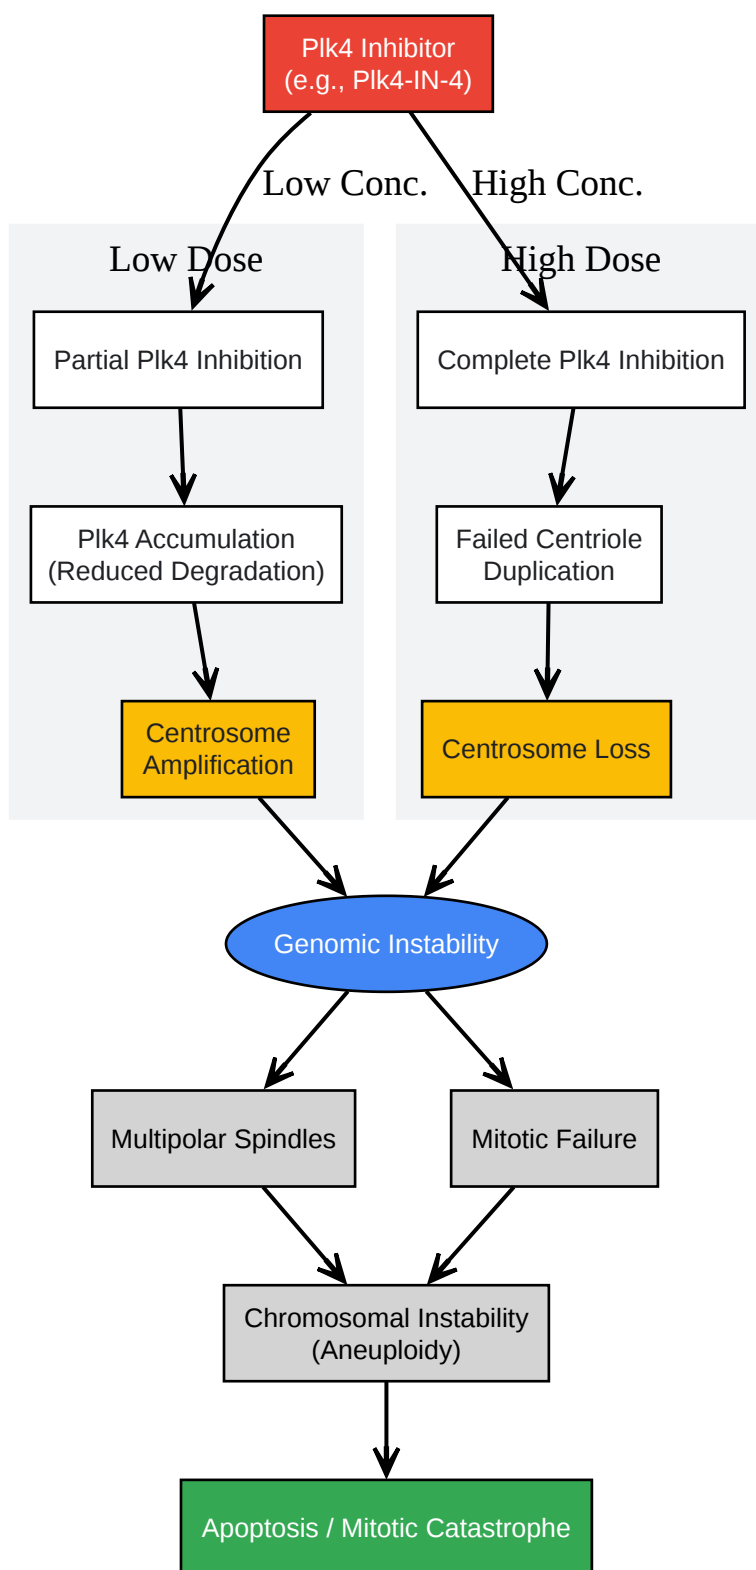 Plk4 Inhibitor
(e.g., Plk4-IN-4)
Low Conc.
High Conc.
Low Dose
High Dose
Partial Plk4 Inhibition
Complete Plk4 Inhibition
Plk4 Accumulation
(Reduced Degradation)
Failed Centriole
Duplication
Centrosome
Amplification
Centrosome Loss
Genomic Instability
Multipolar Spindles
Mitotic Failure
Chromosomal Instability
(Aneuploidy)
Apoptosis / Mitotic Catastrophe